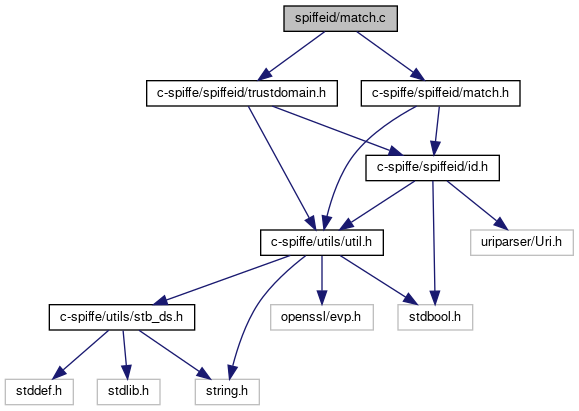 spiffeid/match.c
c-spiffe/spiffeid/trustdomain.h
c-spiffe/spiffeid/match.h
c-spiffe/spiffeid/id.h
c-spiffe/utils/util.h
uriparser/Uri.h
c-spiffe/utils/stb_ds.h
openssl/evp.h
stdbool.h
stddef.h
stdlib.h
string.h